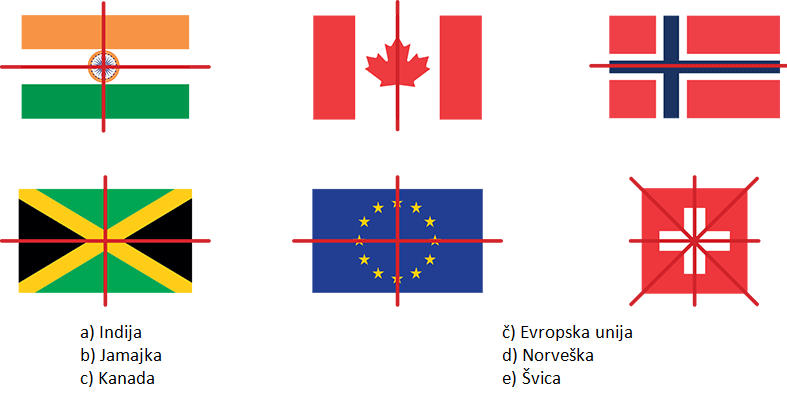 a) Indija
b) Jamajka
c) Kanada
č) Evropska unija
d) Norveška
e) Švica